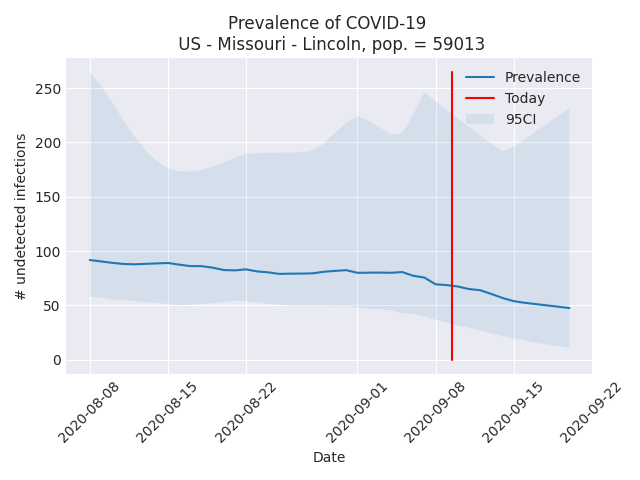 Prevalence of COVID-19
US - Missouri - Lincoln, pop. = 59013
Prevalence
Today
95CI
# undetected infections
250
200
150
100
50
0
2020-08-08
2020-08-15
2020-08-22
2020-09-01
2020-09-08
2020-09-15
2020-09-22
Date